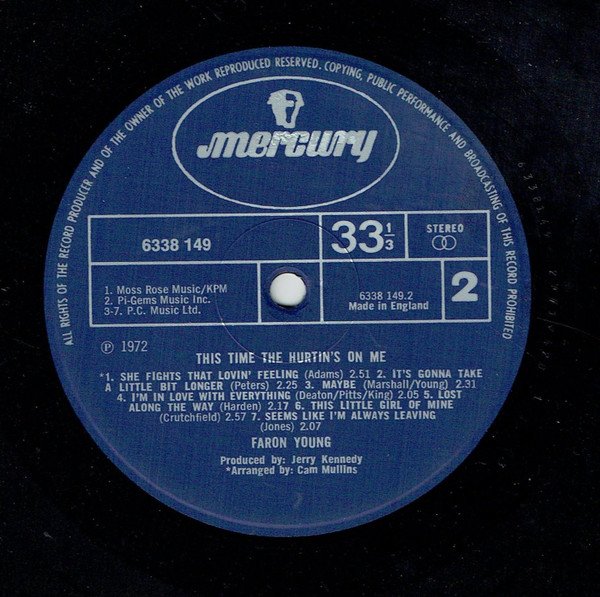 ALL RIGHTS OF THE RECORD PRODUCER AND OF THE OWNER OF THE WORK REPRODUCED RESERVED. COPYING, PUBLIC PERFORMANCE AND BROADCASTING OF THIS RECORD PROHIBITED
mercury
6338 149
33 1/3
STEREO
1. Moss Rose Music/KPM
2. Pi-Gems Music Inc.
3-7. P.C. Music Ltd.
6338 149.2
Made in England
2
Ⓟ 1972
THIS TIME THE HURTIN'S ON ME
*1. SHE FIGHTS THAT LOVIN' FEELING (Adams) 2.51 2. IT'S GONNA TAKE
A LITTLE BIT LONGER (Peters) 2.25 3. MAYBE (Marshall/Young) 2.31
4. I'M IN LOVE WITH EVERYTHING (Deaton/Pitts/King) 2.05 5. LOST
ALONG THE WAY (Harden) 2.17 6. THIS LITTLE GIRL OF MINE
(Crutchfield) 2.57 7. SEEMS LIKE I'M ALWAYS LEAVING
(Jones) 2.07
FARON YOUNG
Produced by: Jerry Kennedy
*Arranged by: Cam Mullins